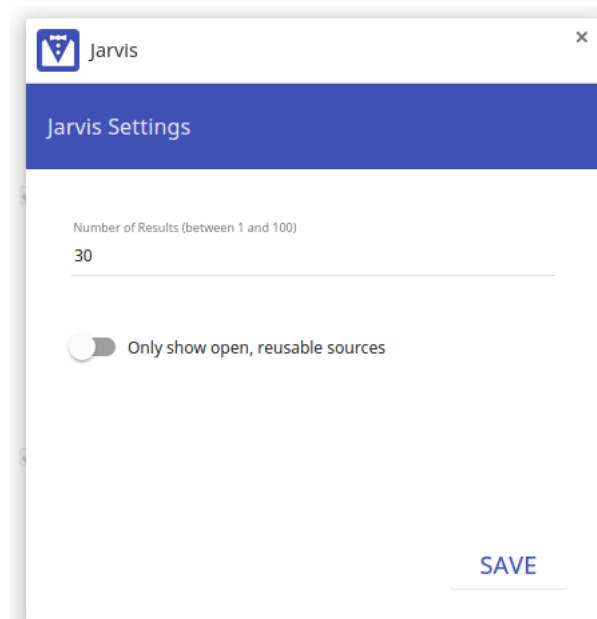 Jarvis
×
Jarvis Settings
Number of Results (between 1 and 100)
30
Only show open, reusable sources
SAVE